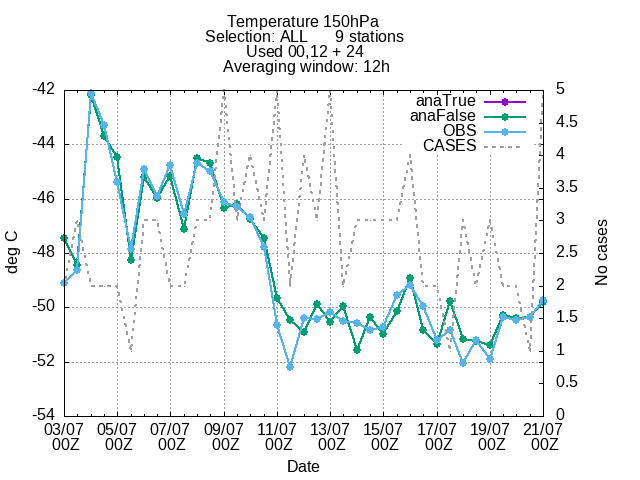 Temperature 150hPa
Selection: ALL 9 stations
Used 00,12 + 24
Averaging window: 12h
anaTrue
anaFalse
OBS
CASES
deg C
-42
-44
-46
-48
-50
-52
-54
5
4.5
4
3.5
3
2.5
2
1.5
1
0.5
0
No cases
03/07 05/07 07/07 09/07 11/07 13/07 15/07 17/07 19/07 21/07
00Z 00Z 00Z 00Z 00Z 00Z 00Z 00Z 00Z 00Z
Date